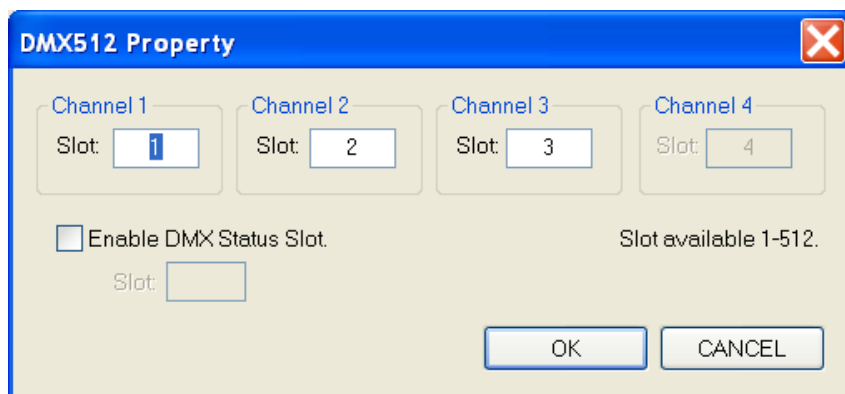 DMX512 Property
Channel 1 Channel 2 Channel 3 Channel 4
Slot: 1 Slot: 2 Slot: 3 Slot: 4
Enable DMX Status Slot. Slot available 1-512.
Slot:
OK CANCEL